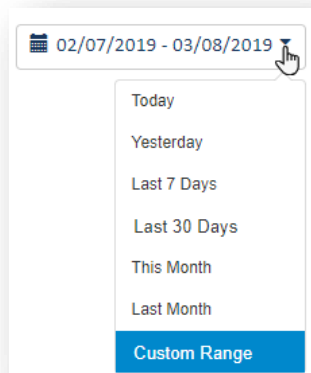 02/07/2019 - 03/08/2019
Today
Yesterday
Last 7 Days
Last 30 Days
This Month
Last Month
Custom Range